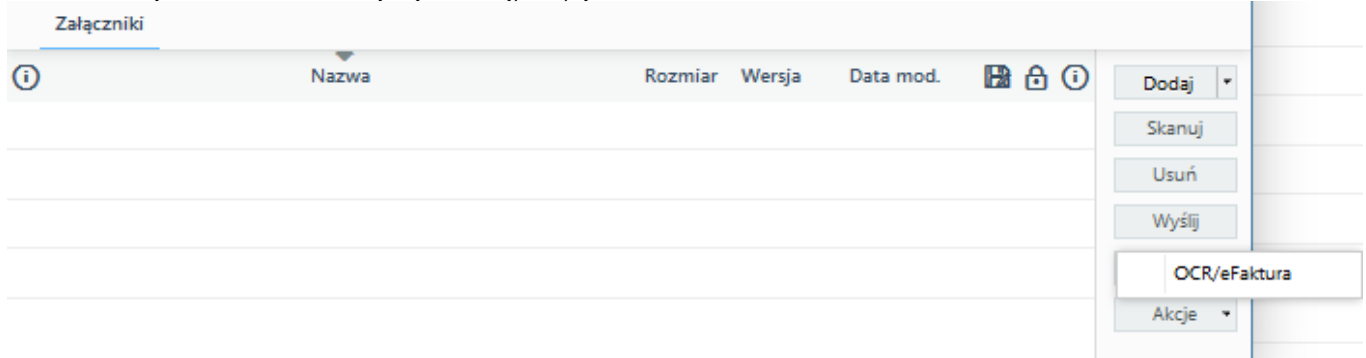 Załączniki
Nazwa Rozmiar Wersja Data mod.
Dodaj
Skanuj
Usuń
Wyślij
OCR/eFaktura
Akcje